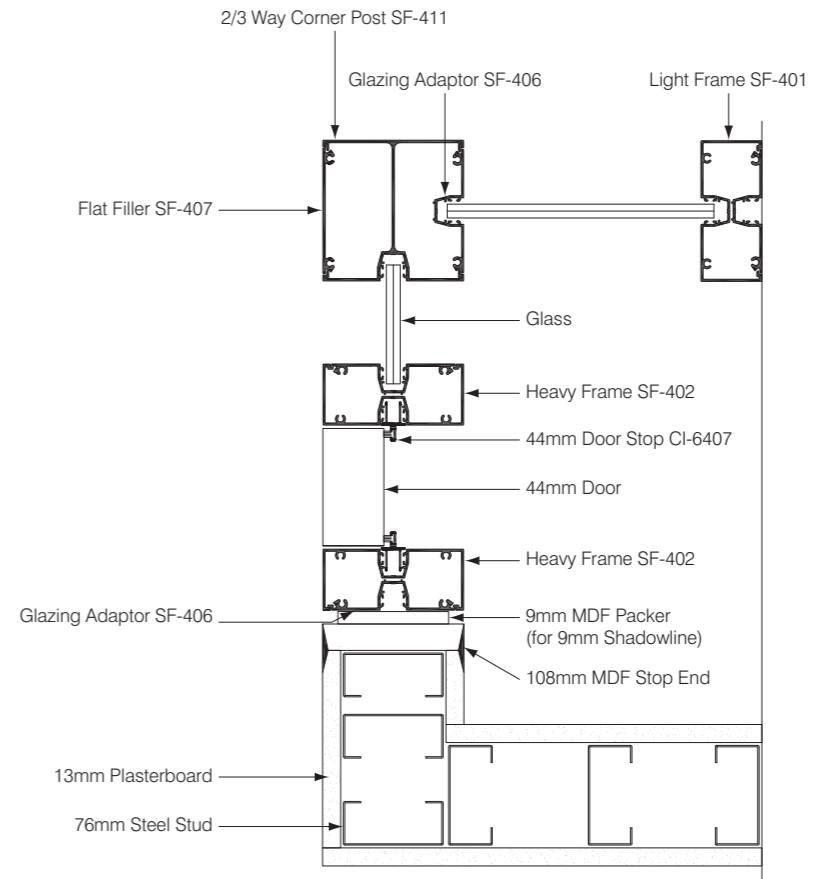 2/3 Way Corner Post SF-411
Glazing Adaptor SF-406
Light Frame SF-401
Flat Filler SF-407
Glass
Heavy Frame SF-402
44mm Door Stop CI-6407
44mm Door
Heavy Frame SF-402
Glazing Adaptor SF-406
9mm MDF Packer
(for 9mm Shadowline)
108mm MDF Stop End
13mm Plasterboard
76mm Steel Stud